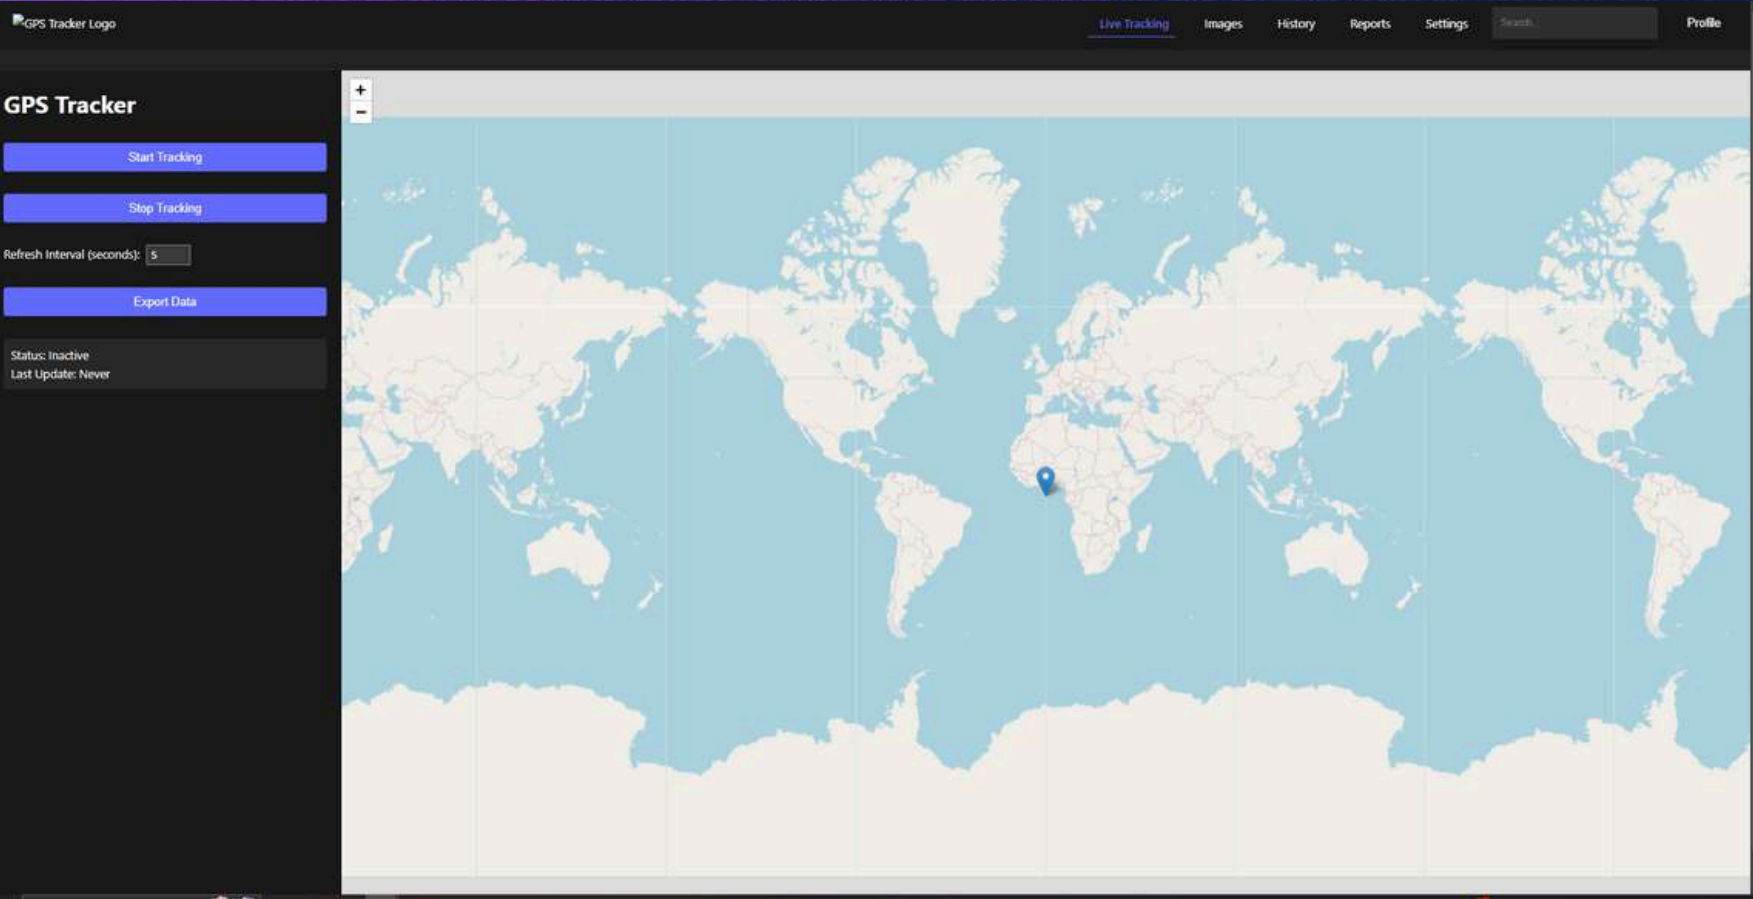 GPS Tracker Logo
Live Tracking Images History Reports Settings Search... Profile
GPS Tracker
Start Tracking
Stop Tracking
Refresh Interval (seconds): 5
Export Data
Status: Inactive
Last Update: Never
+
−